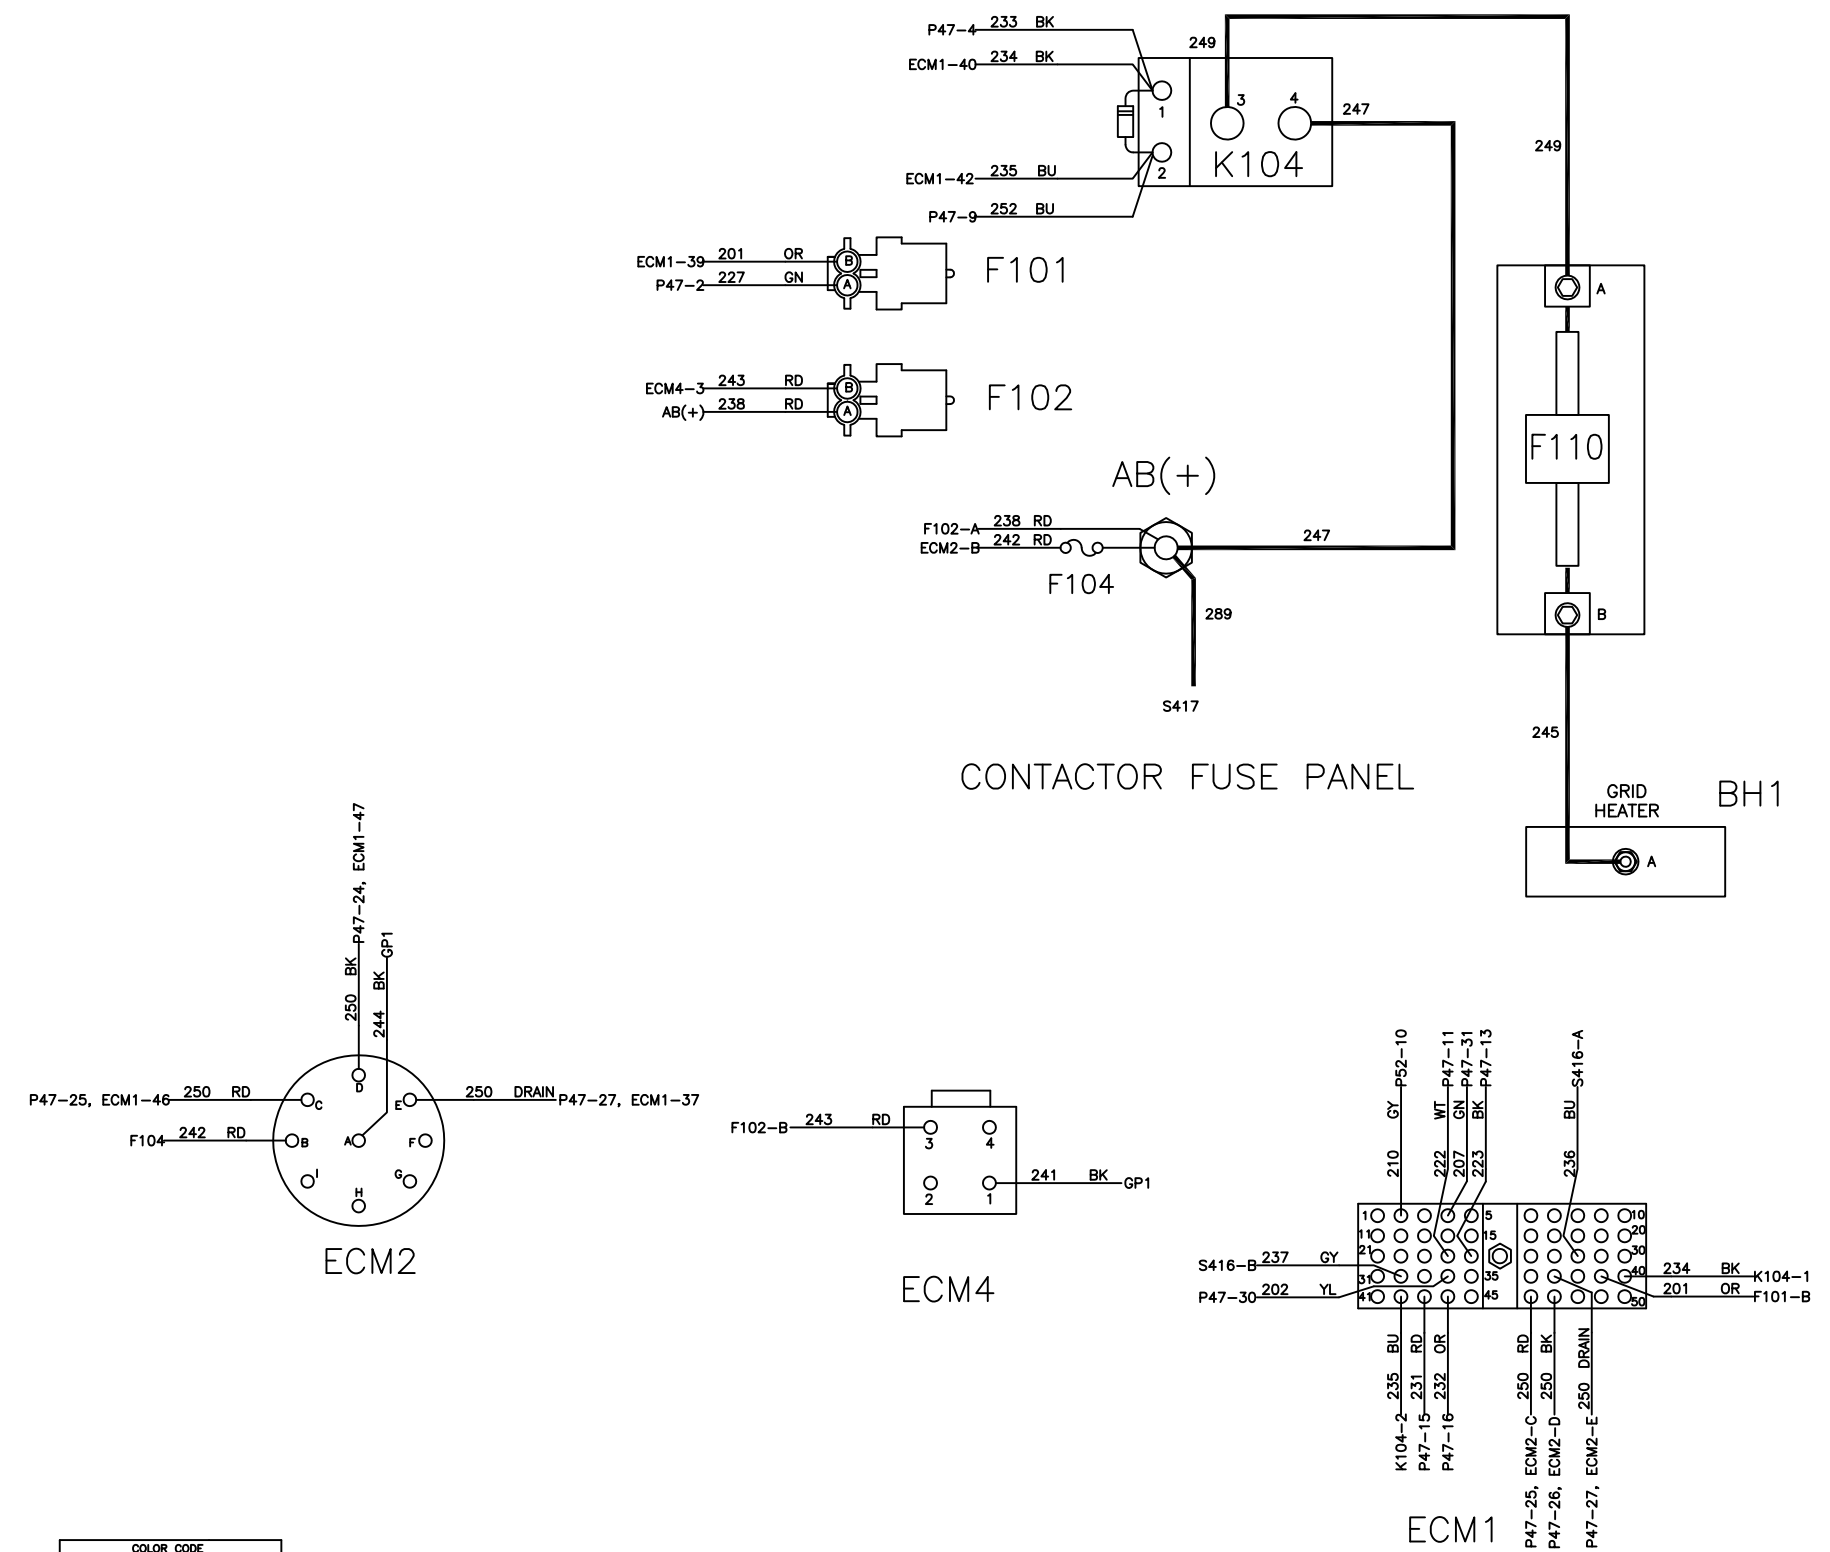 P47-4 233 BK
ECM1-40 234 BK
249
3
4
247
1
K104
2
ECM1-42 235 BU
P47-9 252 BU
249
ECM1-39 201 OR B
P47-2 227 GN A
F101
A
ECM4-3 243 RD B
AB(+) 238 RD A
F102
F110
AB(+)
F102-A 238 RD
ECM2-B 242 RD
F104
247
289
S417
B
245
CONTACTOR FUSE PANEL
GRID
HEATER
BH1
A
P47-24, ECM1-47
250 BK
GP1
244 BK
P47-25, ECM1-46 250 RD
250 DRAIN P47-27, ECM1-37
F104 242 RD
D
C
E
B
A
F
I
G
H
ECM2
F102-B 243 RD
3
4
2
1
241 BK GP1
ECM4
210 GY P52-10
222 WT P47-11
207 GN P47-31
223 BK P47-13
236 BU S416-A
1 5 10
11 15 20
21 30
31 35 40
41 45 50
S416-B 237 GY
P47-30 202 YL
234 BK K104-1
201 OR F101-B
K104-2 235 BU
P47-15 231 RD
P47-16 232 OR
P47-25, ECM2-C 250 RD
P47-26, ECM2-D 250 BK
P47-27, ECM2-E 250 DRAIN
ECM1
COLOR CODE